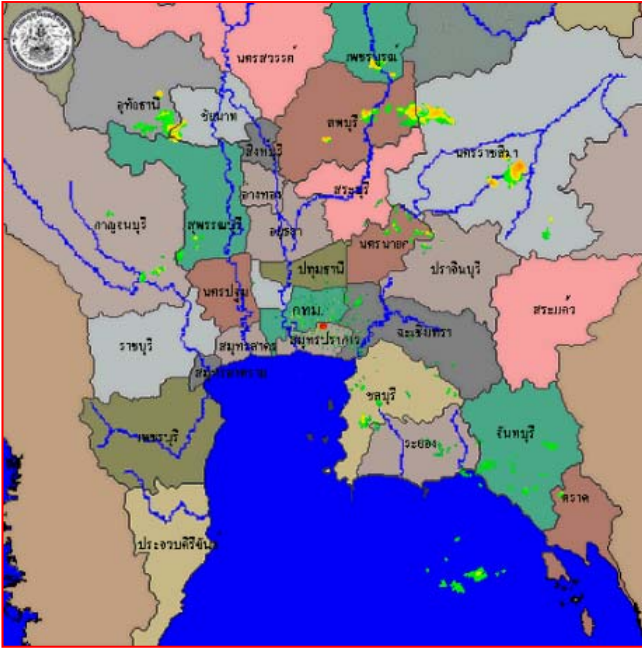 นครสวรรค์
เพชรบูรณ์
อุทัยธานี
ชัยนาท
ลพบุรี
สิงห์บุรี
นครราชสีมา
อ่างทอง
สระบุรี
กาญจนบุรี
สุพรรณบุรี
อยุธยา
นครนายก
ปราจีนบุรี
ปทุมธานี
นครปฐม
สระแก้ว
กทม.
ราชบุรี
สมุทรสาคร
สมุทรปราการ
ฉะเชิงเทรา
สมุทรสงคราม
ชลบุรี
เพชรบุรี
ระยอง
จันทบุรี
ตราด
ประจวบคีรีขันธ์